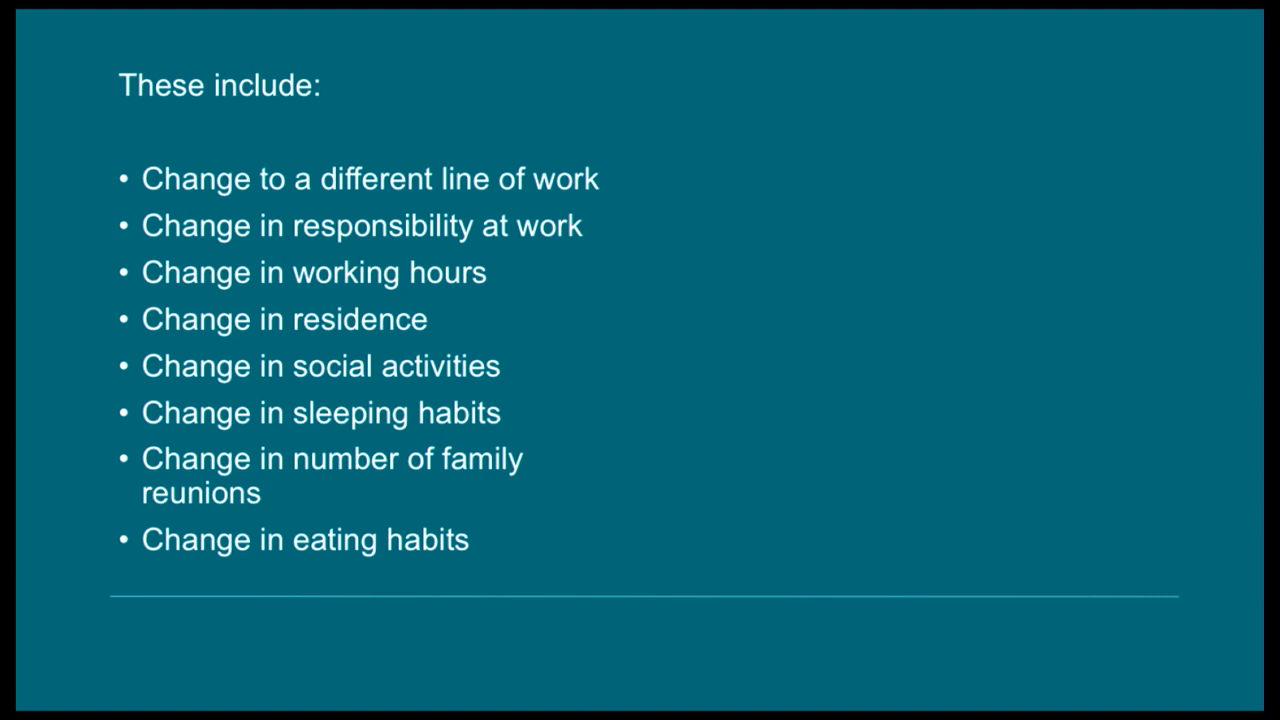 These include:
• Change to a different line of work
• Change in responsibility at work
• Change in working hours
• Change in residence
• Change in social activities
• Change in sleeping habits
• Change in number of family
reunions
• Change in eating habits